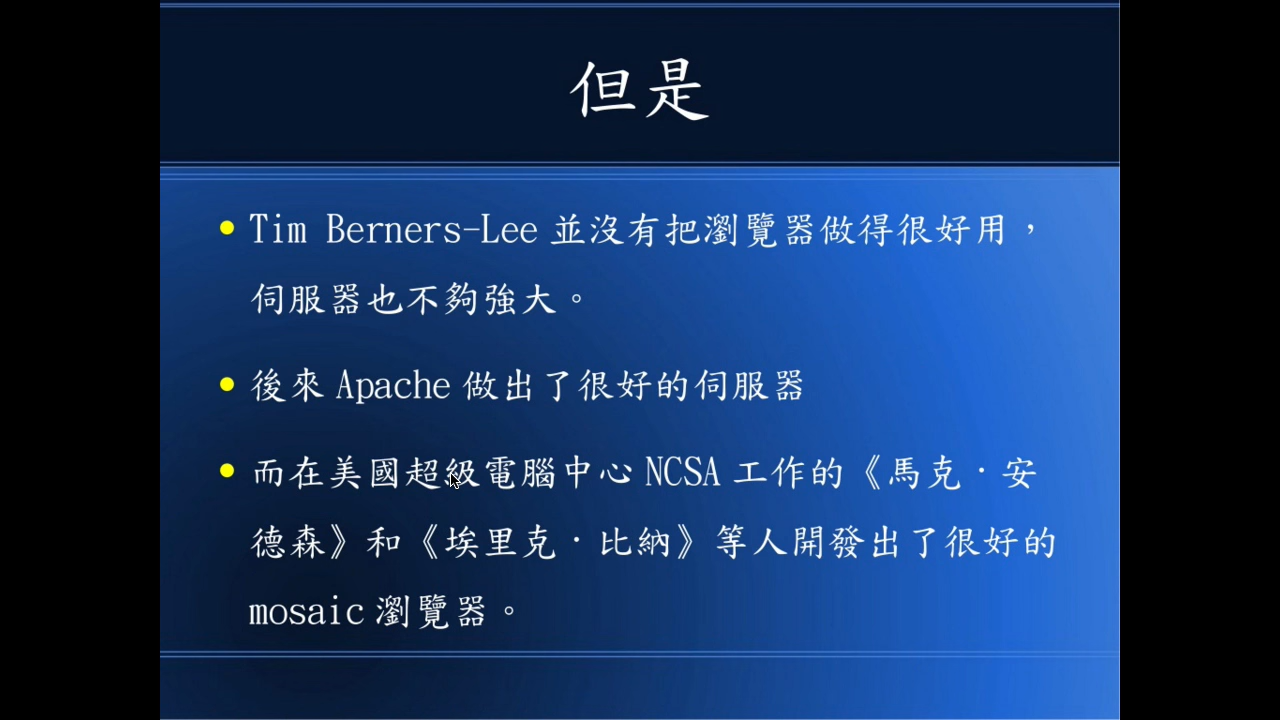 但是
Tim Berners-Lee 並沒有把瀏覽器做得很好用，
伺服器也不夠強大。
後來 Apache 做出了很好的伺服器
而在美國超級電腦中心 NCSA 工作的《馬克．安
德森》和《埃里克．比納》等人開發出了很好的
mosaic 瀏覽器。